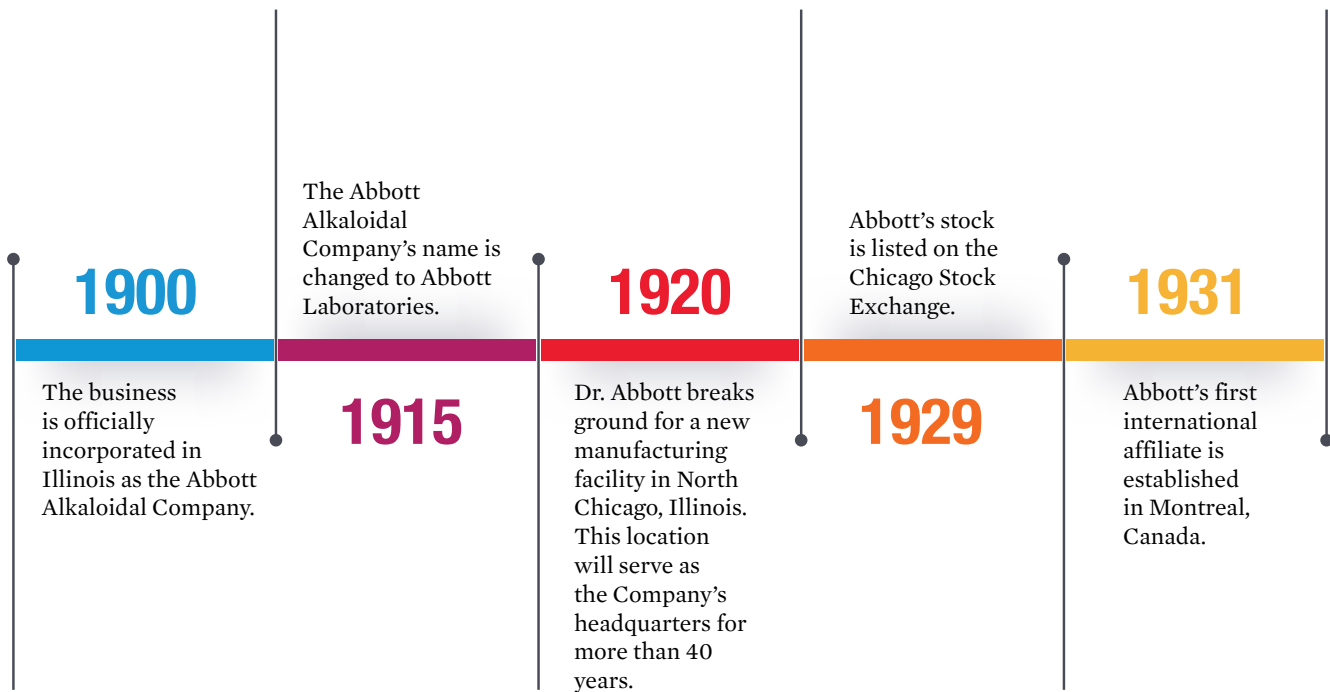 1900
The business
is officially
incorporated in
Illinois as the Abbott
Alkaloidal Company.
The Abbott
Alkaloidal
Company’s name is
changed to Abbott
Laboratories.
1915
1920
Dr. Abbott breaks
ground for a new
manufacturing
facility in North
Chicago, Illinois.
This location
will serve as
the Company’s
headquarters for
more than 40
years.
Abbott’s stock
is listed on the
Chicago Stock
Exchange.
1929
1931
Abbott’s first
international
affiliate is
established
in Montreal,
Canada.